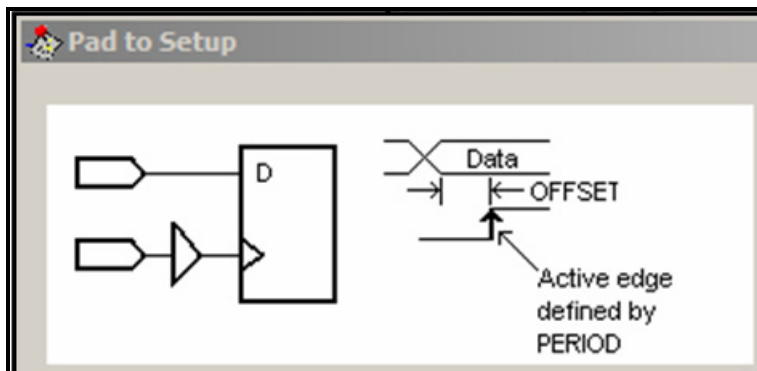 Pad to Setup
D
Data
OFFSET
Active edge
defined by
PERIOD